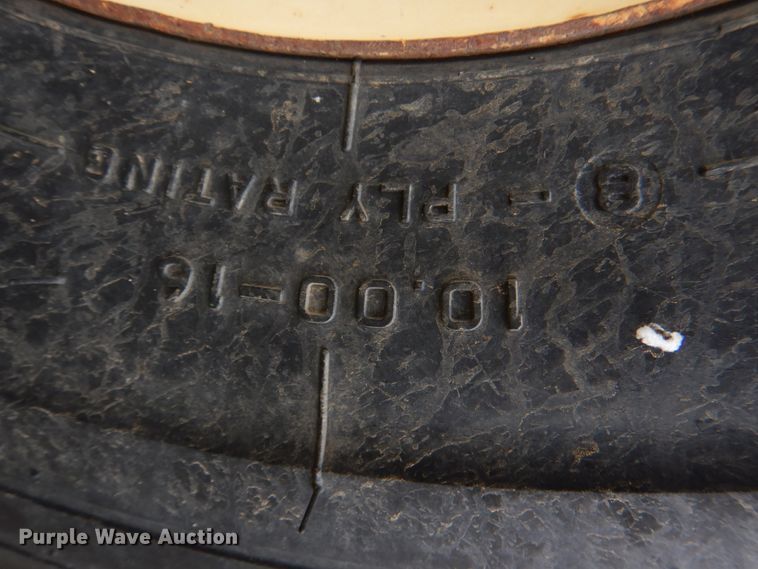 8 - PLY RATING
10.00-16
Purple Wave Auction